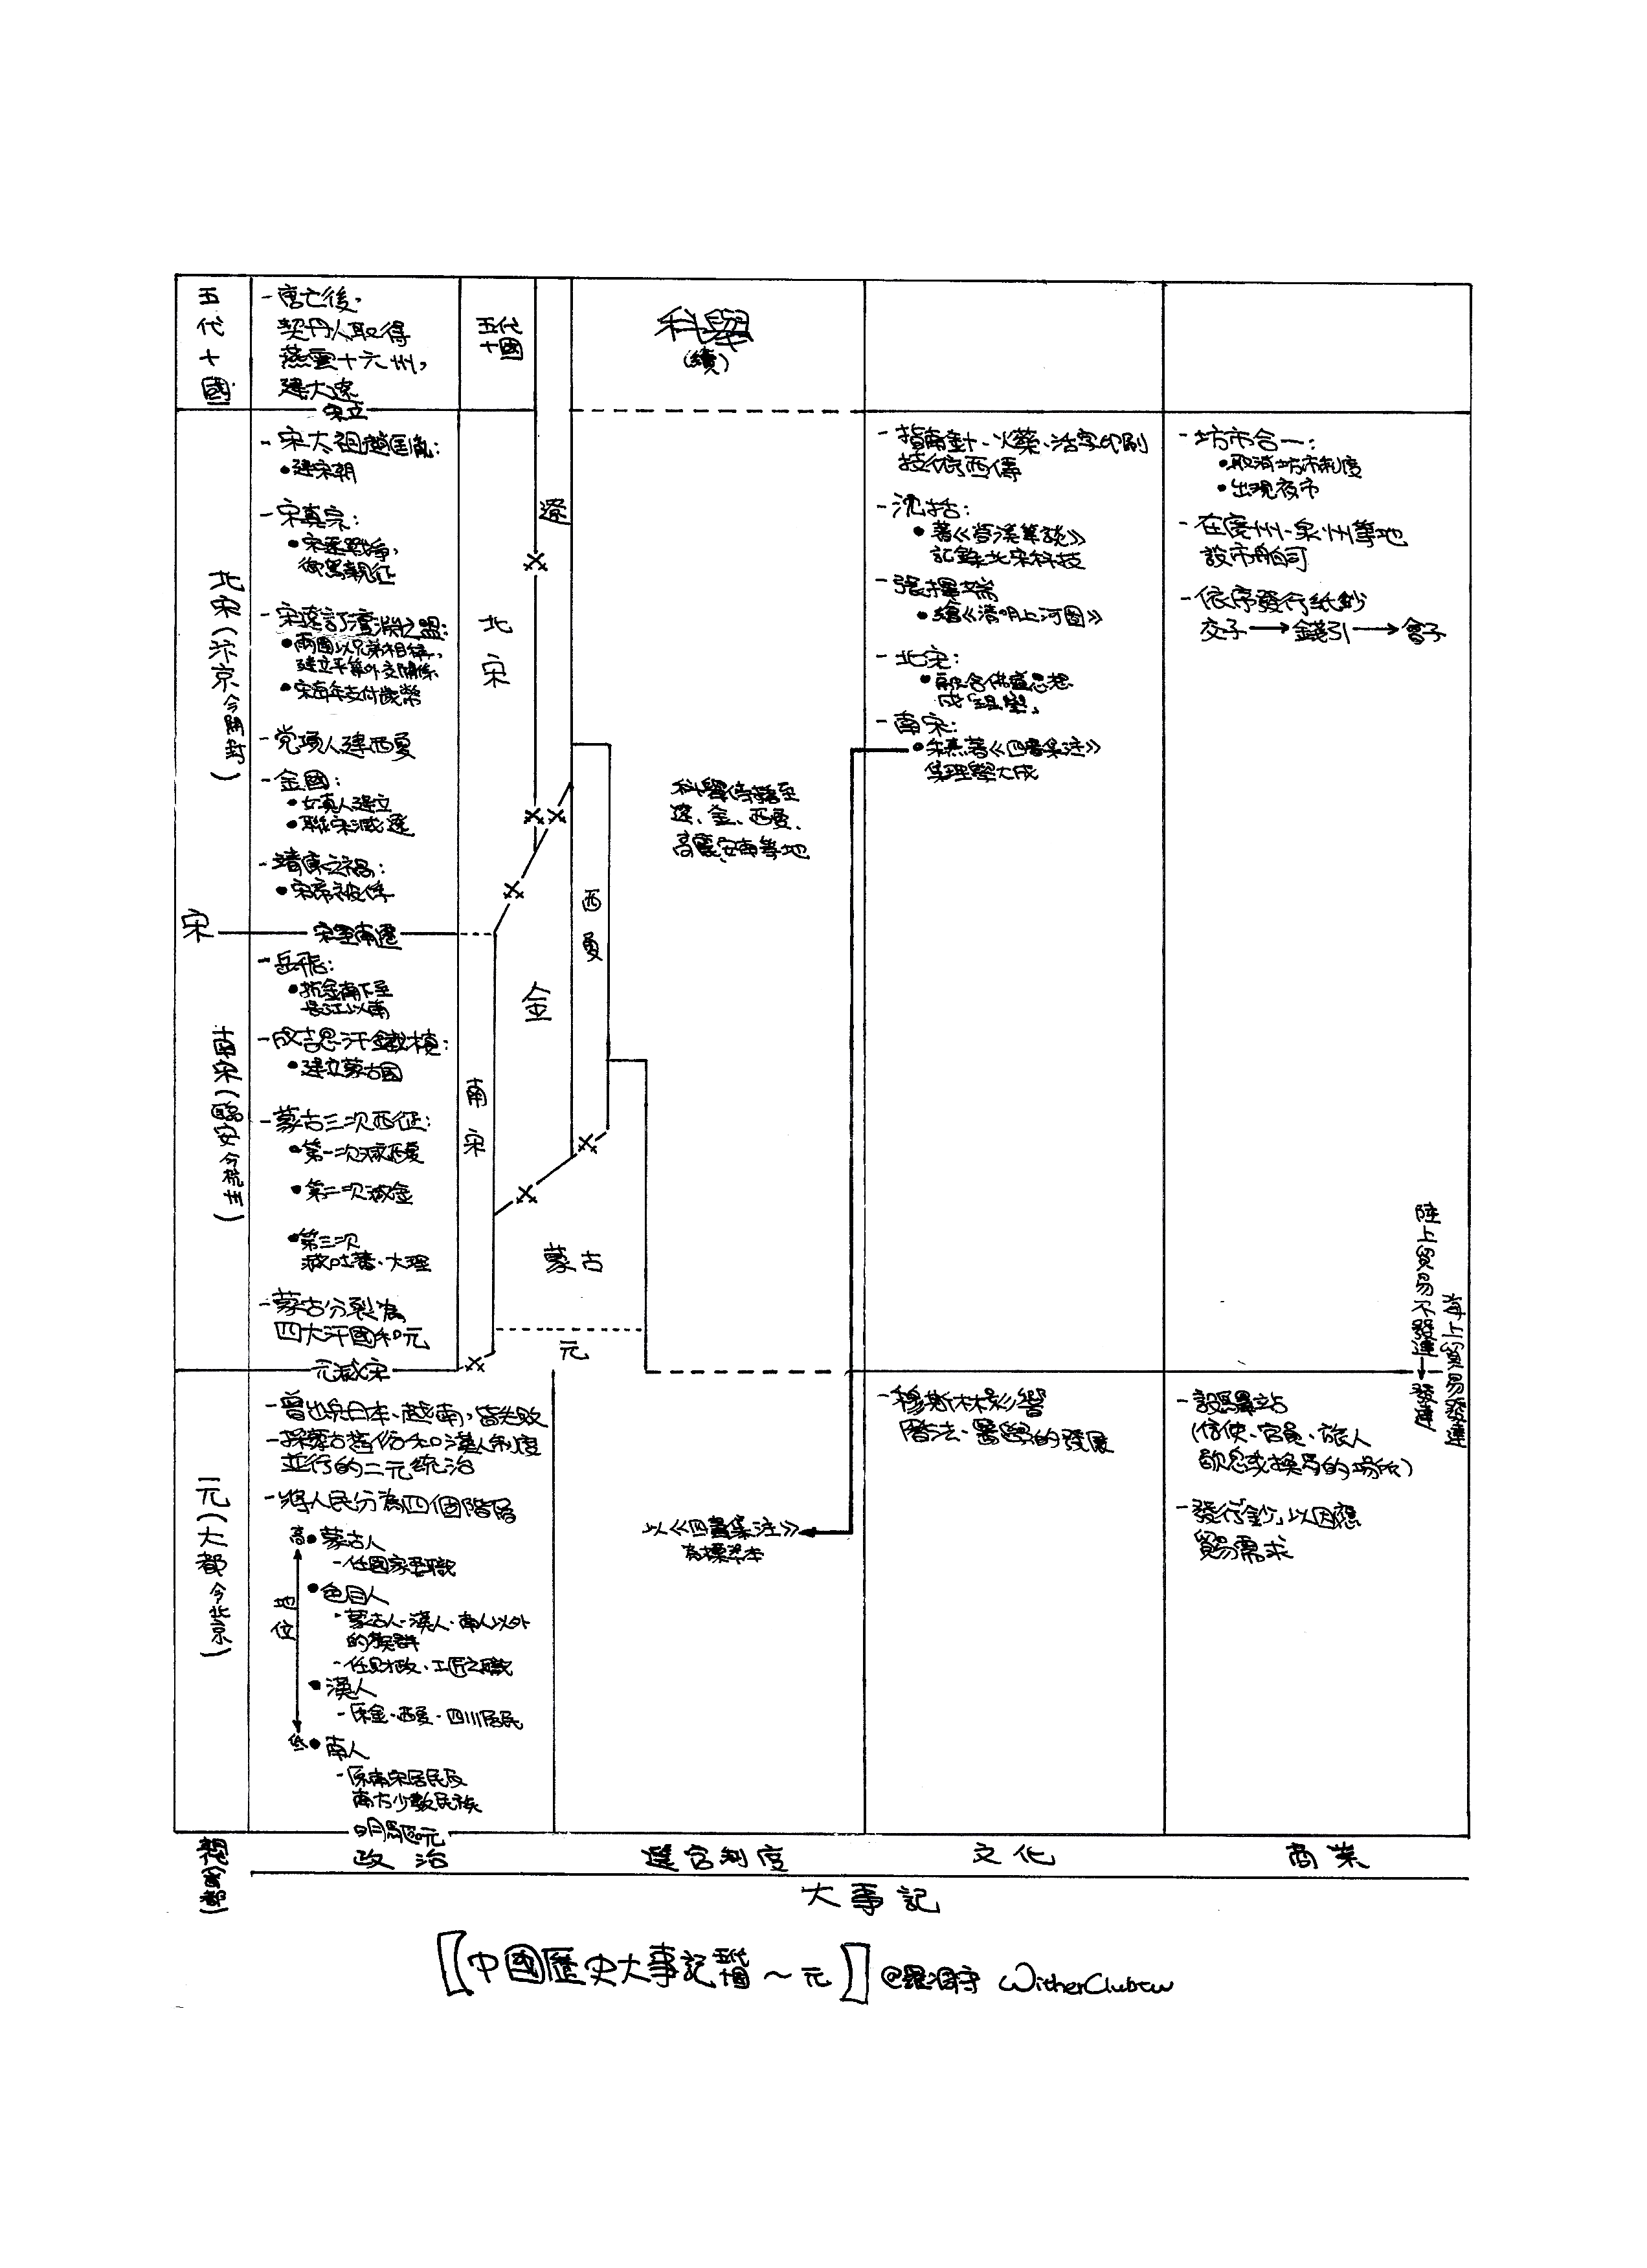 五代十國
-唐亡後,
契丹人取得
燕雲十六州,
建大遼
五代
十國
遼
科舉
(續)
宋立
宋
北宋(汴京今開封)
-宋太祖趙匡胤:
•建宋朝
-宋真宗:
•宋遼戰爭,
御駕親征
-宋遼訂澶淵之盟:
•兩國以兄弟相稱,
建立平等外交關係
•宋每年支付歲幣
-党項人建西夏
-金國:
•女真人建立
•聯宋滅遼
-靖康之禍:
•宋帝被俘
北宋
西夏
科舉傳播至
遼、金、西夏、
高麗、安南等地
-指南針、火藥、活字印刷
技術西傳
-沈括:
•著《夢溪筆談》
記錄北宋科技
-張擇端
•繪《清明上河圖》
-北宋:
•融合佛道思想
成「理學」
-南宋:
•朱熹著《四書集注》
集理學大成
-坊市合一:
•取消坊市制度
•出現夜市
-在廣州、泉州等地
設市舶司
-依序發行紙鈔
交子→錢引→會子
宋室南遷
南宋(臨安今杭州)
-岳飛:
•抗金南下至
長江以南
-成吉思汗鐵木真:
•建立蒙古國
-蒙古三次西征:
•第一次滅西夏
•第二次滅金
•第三次
滅吐蕃、大理
-蒙古分裂為
四大汗國和元
南宋
金
蒙古
元
陸上貿易不發達→發達
海上貿易發達
元滅宋
元(大都今北京)
-曾出兵日本、越南,皆失敗
-採蒙古舊俗和漢人制度
並行的二元統治
-將人民分為四個階層
高
地位
低
•蒙古人
-任國家要職
•色目人
-蒙古人、漢人、南人以外
的族群
-任財政、工匠之職
•漢人
-原金、西夏、四川居民
•南人
-原南宋居民及
南方少數民族
以《四書集注》
為標準本
-穆斯林影響
曆法、醫學的發展
-設驛站
(信使、官員、旅人
歇息或換馬的場所)
-發行「鈔」以因應
貿易需求
明驅元
朝(首都)
政治
選官制度
文化
商業
大事記
【中國歷史大事記 五代十國～元】@羅 WitherClubtw